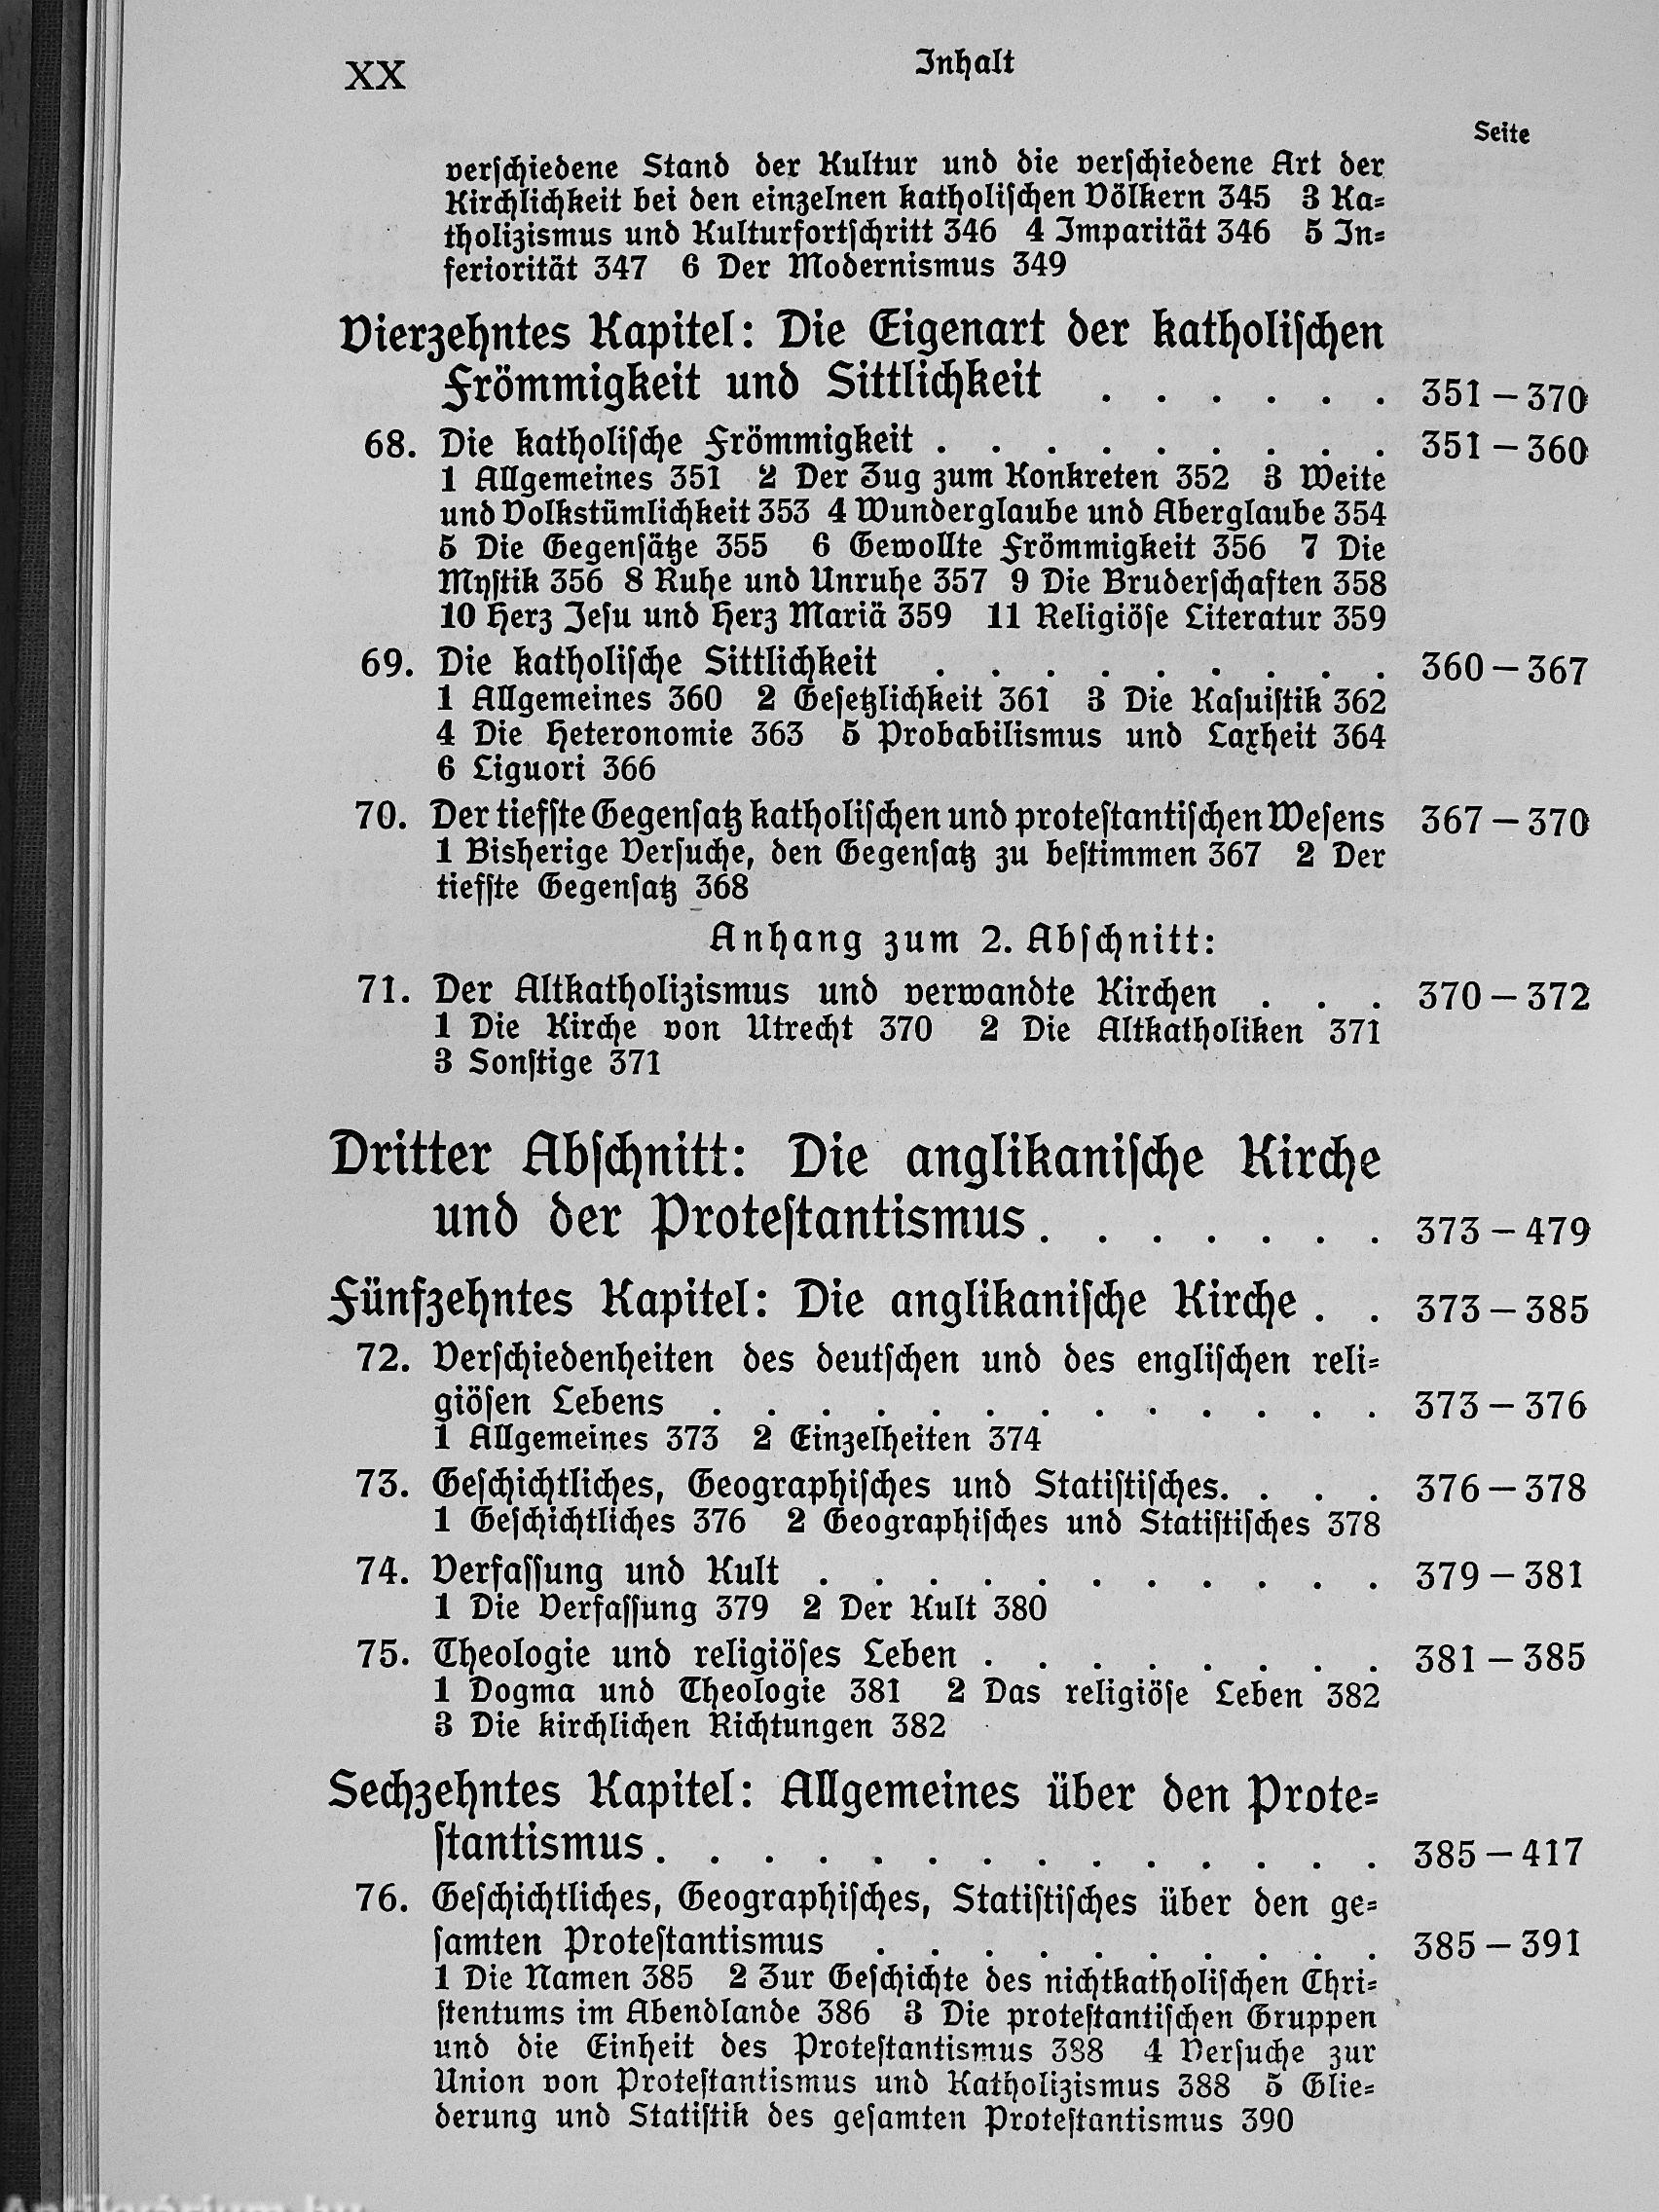 XX
Inhalt
Seite
verſchiedene Stand der Kultur und die verſchiedene Art der
Kirchlichkeit bei den einzelnen katholiſchen Völkern 345 3 Ka-
tholizismus und Kulturfortſchritt 346 4 Imparität 346 5 In-
feriorität 347 6 Der Modernismus 349
Vierzehntes Kapitel: Die Eigenart der katholiſchen
Frömmigkeit und Sittlichkeit . . . . . . 351–370
68. Die katholiſche Frömmigkeit . . . . . . . . . 351–360
1 Allgemeines 351 2 Der Zug zum Konkreten 352 3 Weite
und Volkstümlichkeit 353 4 Wunderglaube und Aberglaube 354
5 Die Gegenſätze 355 6 Gewollte Frömmigkeit 356 7 Die
Myſtik 356 8 Ruhe und Unruhe 357 9 Die Bruderſchaften 358
10 Herz Jeſu und Herz Mariä 359 11 Religiöſe Literatur 359
69. Die katholiſche Sittlichkeit . . . . . . . . . 360–367
1 Allgemeines 360 2 Geſetzlichkeit 361 3 Die Kaſuiſtik 362
4 Die Heteronomie 363 5 Probabilismus und Laxheit 364
6 Liguori 366
70. Der tiefſte Gegenſatz katholiſchen und proteſtantiſchen Weſens 367–370
1 Bisherige Verſuche, den Gegenſatz zu beſtimmen 367 2 Der
tiefſte Gegenſatz 368
Anhang zum 2. Abſchnitt:
71. Der Altkatholizismus und verwandte Kirchen . . . 370–372
1 Die Kirche von Utrecht 370 2 Die Altkatholiken 371
3 Sonſtige 371
Dritter Abſchnitt: Die anglikaniſche Kirche
und der Proteſtantismus . . . . . . . 373–479
Fünfzehntes Kapitel: Die anglikaniſche Kirche . . 373–385
72. Verſchiedenheiten des deutſchen und des engliſchen reli-
giöſen Lebens . . . . . . . . . . . . . 373–376
1 Allgemeines 373 2 Einzelheiten 374
73. Geſchichtliches, Geographiſches und Statiſtiſches. . . . 376–378
1 Geſchichtliches 376 2 Geographiſches und Statiſtiſches 378
74. Verfaſſung und Kult . . . . . . . . . . . 379–381
1 Die Verfaſſung 379 2 Der Kult 380
75. Theologie und religiöſes Leben . . . . . . . . 381–385
1 Dogma und Theologie 381 2 Das religiöſe Leben 382
3 Die kirchlichen Richtungen 382
Sechzehntes Kapitel: Allgemeines über den Prote-
ſtantismus . . . . . . . . . . . . . . 385–417
76. Geſchichtliches, Geographiſches, Statiſtiſches über den ge-
ſamten Proteſtantismus . . . . . . . . . . 385–391
1 Die Namen 385 2 Zur Geſchichte des nichtkatholiſchen Chri-
ſtentums im Abendlande 386 3 Die proteſtantiſchen Gruppen
und die Einheit des Proteſtantismus 388 4 Verſuche zur
Union von Proteſtantismus und Katholizismus 388 5 Glie-
derung und Statiſtik des geſamten Proteſtantismus 390